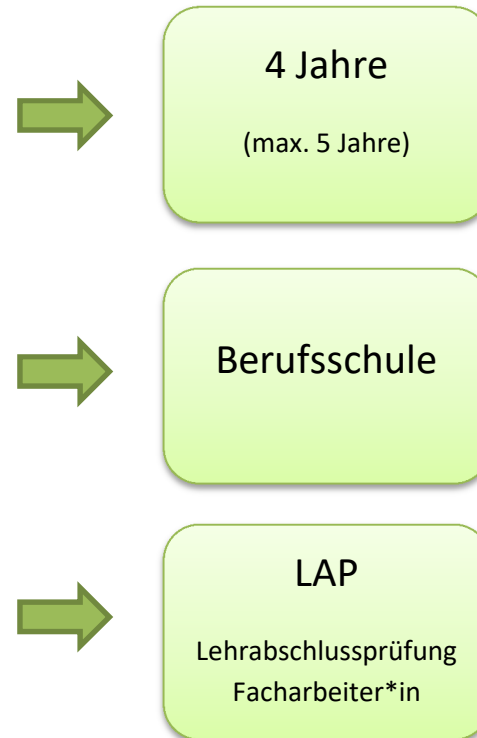 4 Jahre
(max. 5 Jahre)
Berufsschule
LAP
Lehrabschlussprüfung
Facharbeiter*in